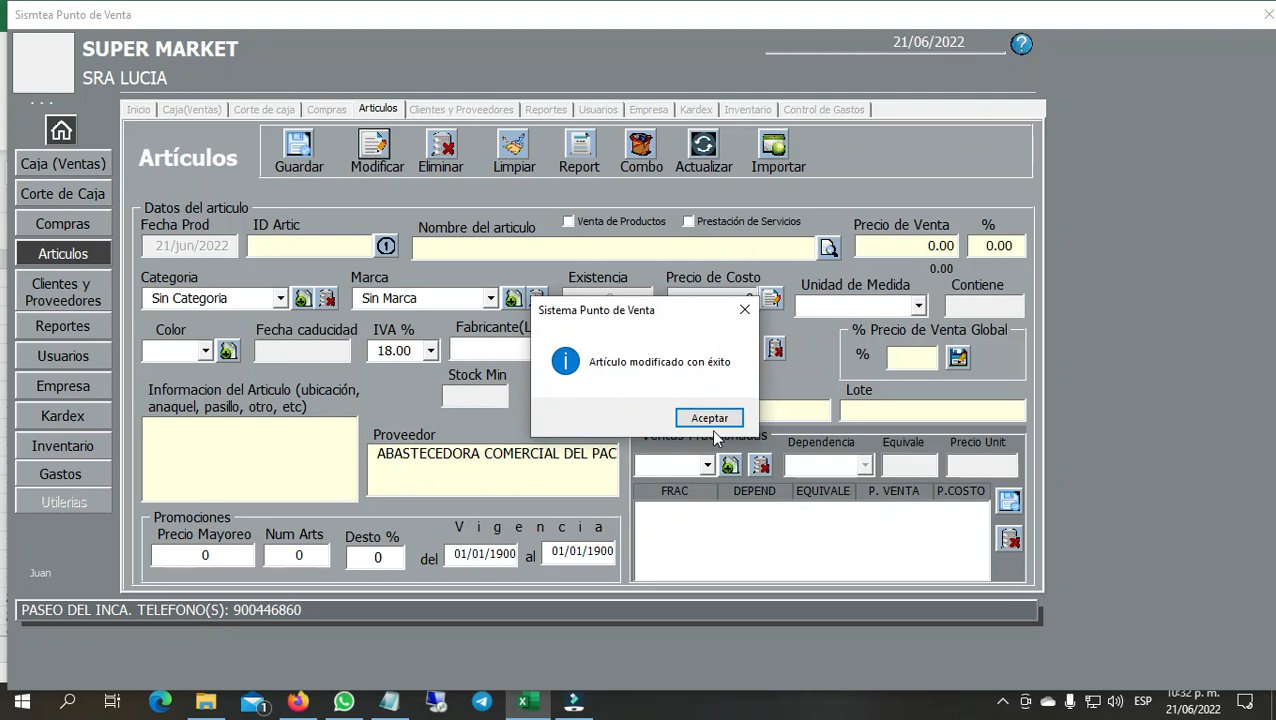 Sismtea Punto de Venta
SUPER MARKET
SRA LUCIA
21/06/2022
?
. . .
Inicio Caja(Ventas) Corte de caja Compras Articulos Clientes y Proveedores Reportes Usuarios Empresa Kardex Inventario Control de Gastos
Artículos
Guardar Modificar Eliminar Limpiar Report Combo Actualizar Importar
Caja (Ventas)
Corte de Caja
Compras
Articulos
Clientes y
Proveedores
Reportes
Usuarios
Empresa
Kardex
Inventario
Gastos
Utilerias
Juan
Datos del articulo
Fecha Prod ID Artic Nombre del articulo Venta de Productos Prestación de Servicios Precio de Venta %
21/jun/2022 0.00 0.00
0.00
Categoria Marca Existencia Precio de Costo Unidad de Medida Contiene
Sin Categoria Sin Marca
Color Fecha caducidad IVA % Fabricante(L % Precio de Venta Global
18.00 %
Sistema Punto de Venta
Artículo modificado con éxito
Aceptar
Stock Min Lote
Informacion del Articulo (ubicación,
anaquel, pasillo, otro, etc)
Proveedor
ABASTECEDORA COMERCIAL DEL PAC
Dependencia Equivale Precio Unit
FRAC DEPEND EQUIVALE P. VENTA P.COSTO
Promociones
Precio Mayoreo Num Arts Desto % V i g e n c i a
0 0 0 del 01/01/1900 al 01/01/1900
PASEO DEL INCA. TELEFONO(S): 900446860
1
ESP
10:32 p. m.
21/06/2022